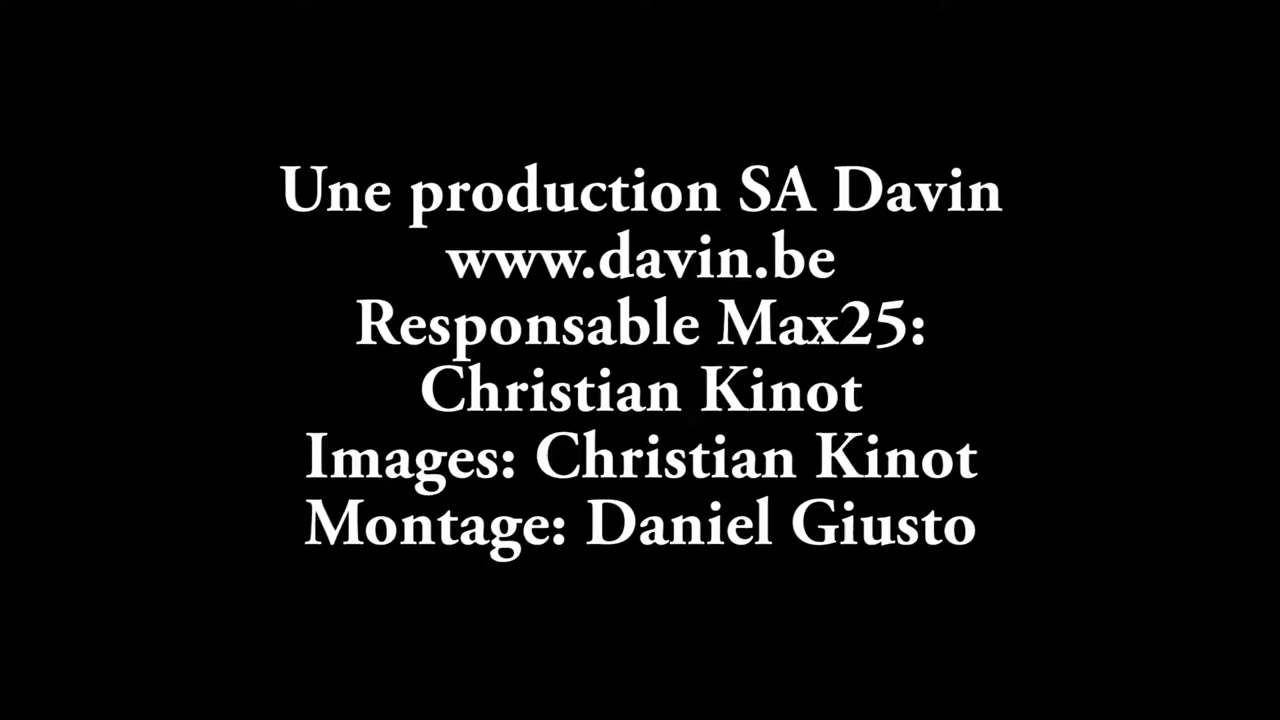 Une production SA Davin
www.davin.be
Responsable Max25:
Christian Kinot
Images: Christian Kinot
Montage: Daniel Giusto